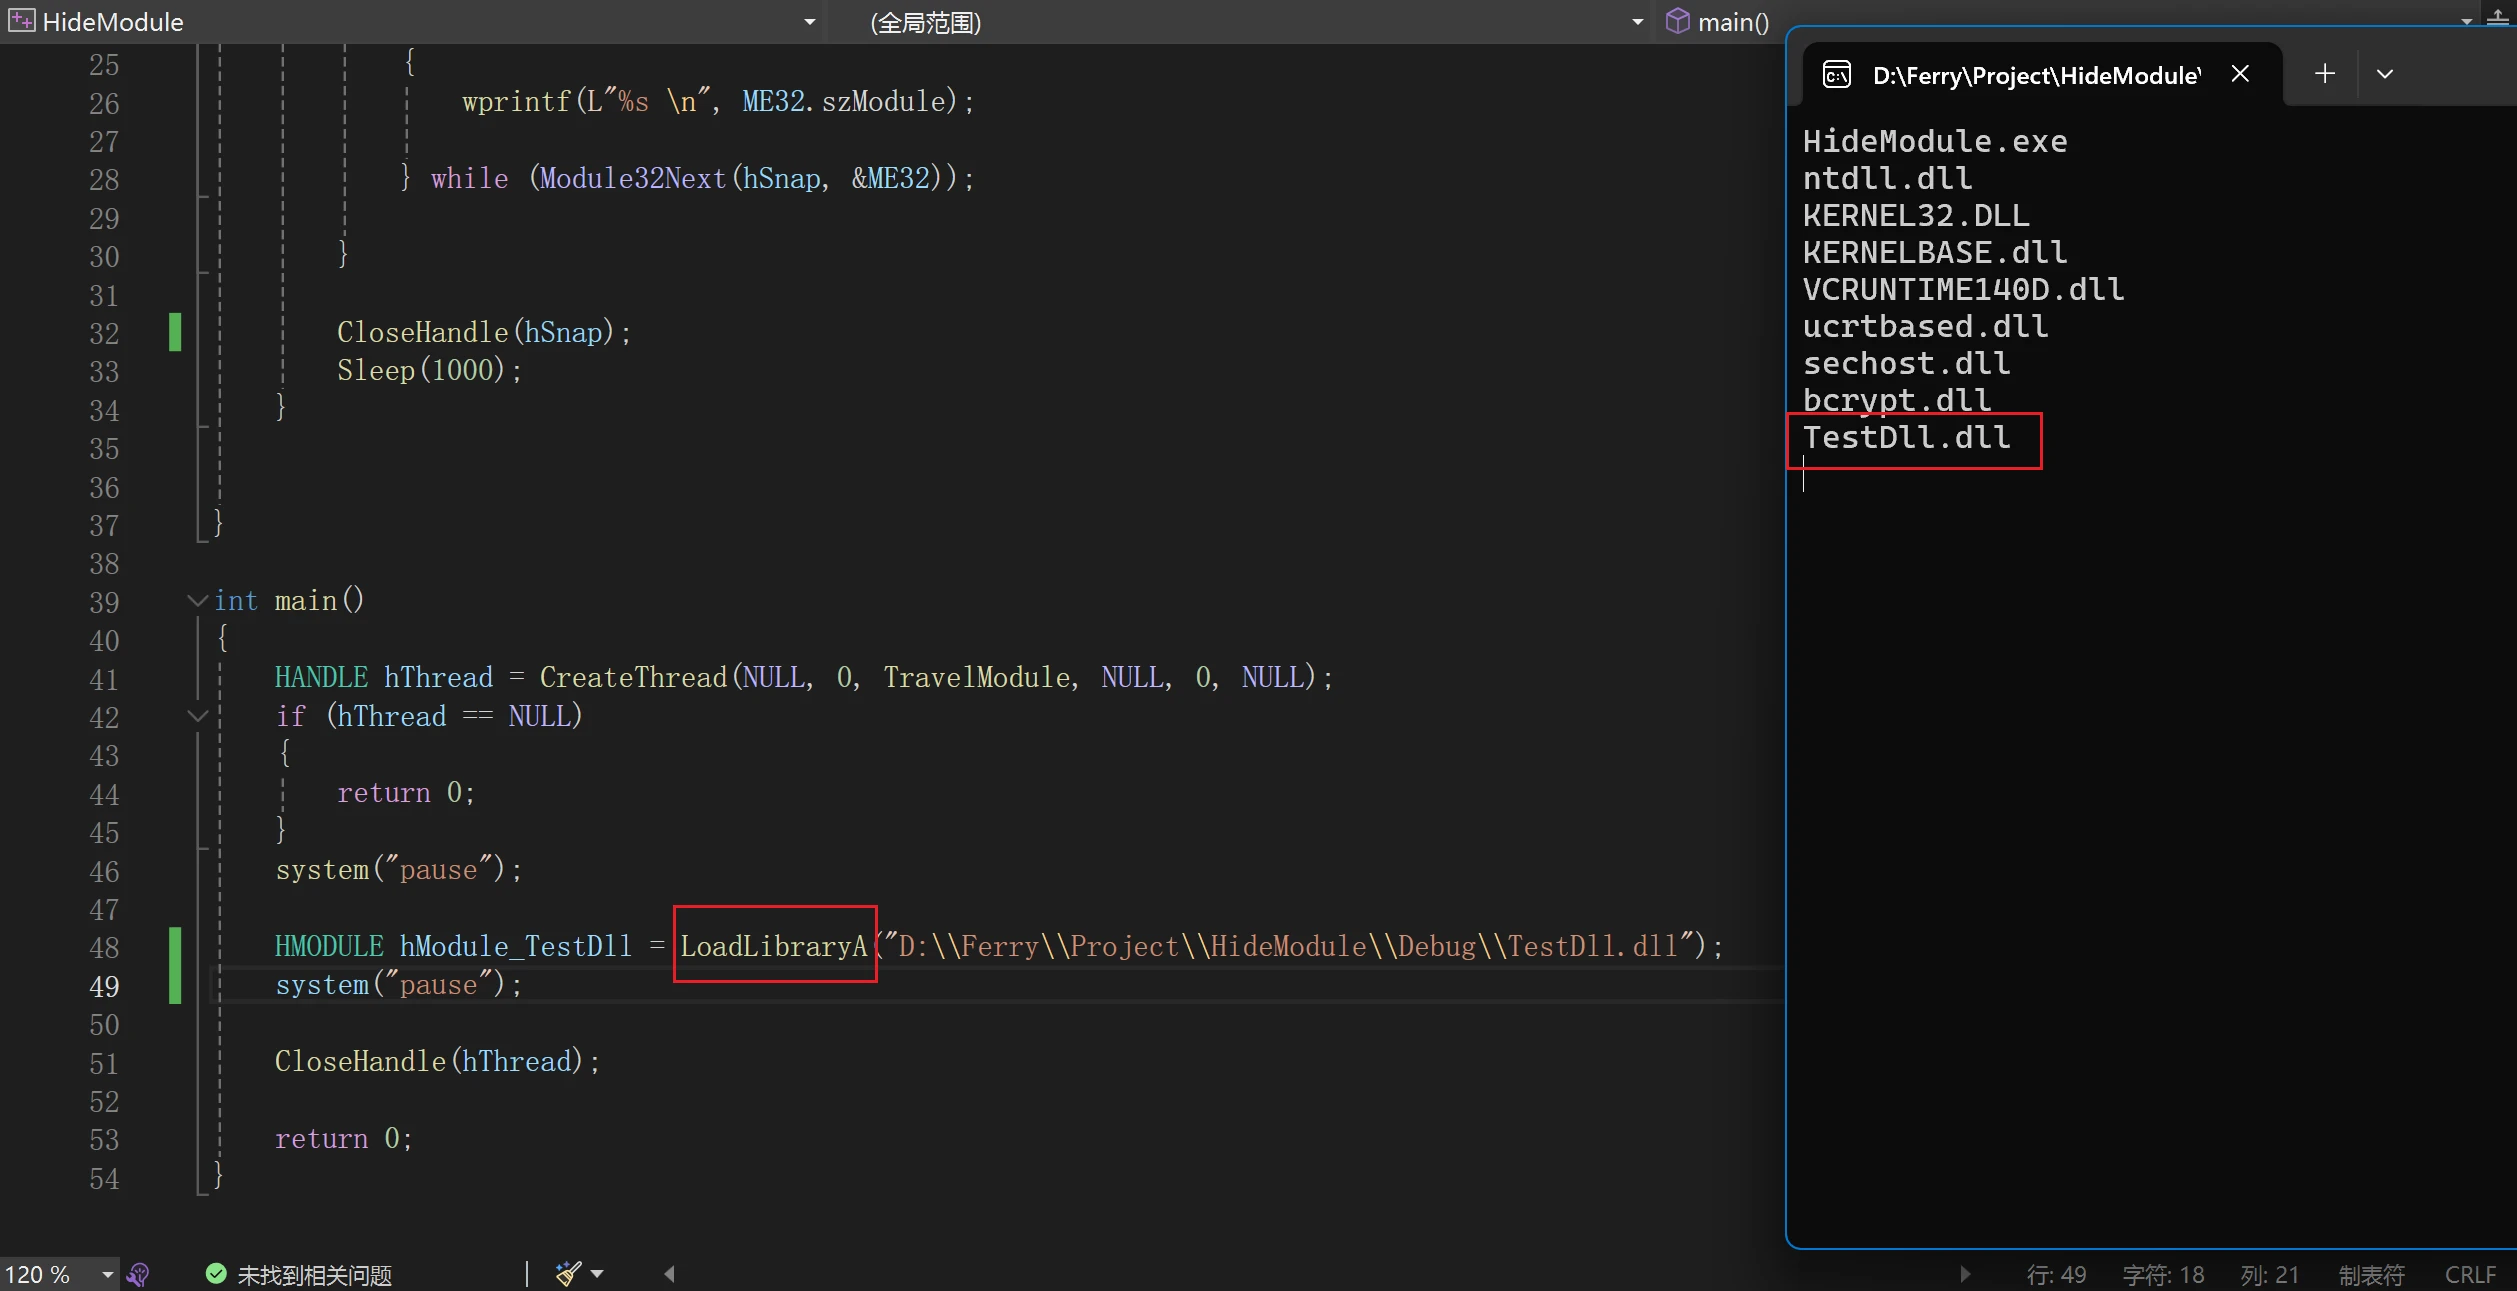 HideModule
(全局范围)
main()
25 {
26 wprintf(L"%s \n", ME32.szModule);
27
28 } while (Module32Next(hSnap, &ME32));
29
30 }
31
32 CloseHandle(hSnap);
33 Sleep(1000);
34 }
35
36
37 }
38
39 int main()
40 {
41 HANDLE hThread = CreateThread(NULL, 0, TravelModule, NULL, 0, NULL);
42 if (hThread == NULL)
43 {
44 return 0;
45 }
46 system("pause");
47
48 HMODULE hModule_TestDll = LoadLibraryA("D:\\Ferry\\Project\\HideModule\\Debug\\TestDll.dll");
49 system("pause");
50
51 CloseHandle(hThread);
52
53 return 0;
54 }
D:\Ferry\Project\HideModule\
HideModule.exe
ntdll.dll
KERNEL32.DLL
KERNELBASE.dll
VCRUNTIME140D.dll
ucrtbased.dll
sechost.dll
bcrypt.dll
TestDll.dll
120 %
未找到相关问题
行: 49
字符: 18
列: 21
制表符
CRLF